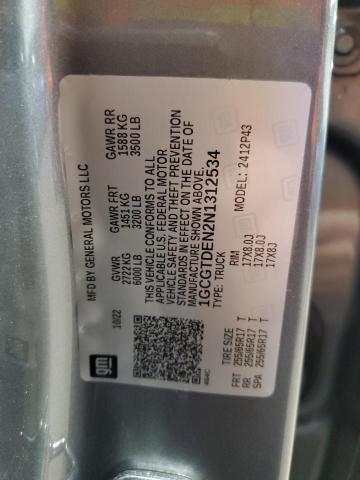 MFD BY GENERAL MOTORS LLC
10/22
GVWR GAWR FRT GAWR RR
2722 KG 1451 KG 1588 KG
6000 LB 3200 LB 3500 LB
THIS VEHICLE CONFORMS TO ALL
APPLICABLE U.S. FEDERAL MOTOR
VEHICLE SAFETY AND THEFT PREVENTION
STANDARDS IN EFFECT ON THE DATE OF
MANUFACTURE SHOWN ABOVE.
1GCGTDEN2N1312534
TYPE: TRUCK MODEL: 2412P43
TIRE SIZE RIM
FRT 255/65R17 T 17X8.0J
RR 255/65R17 T 17X8.0J
SPA 255/65R17 T 17X8J
gm